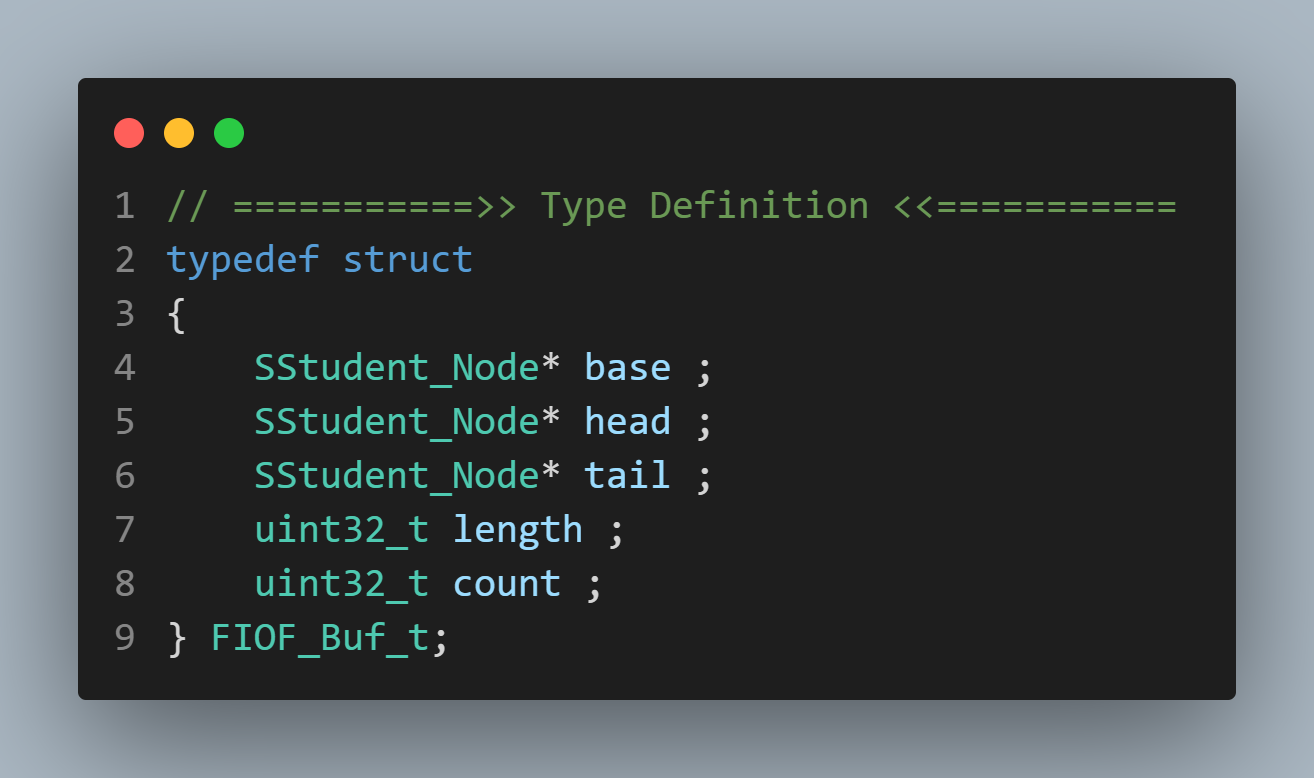 1 // ===========>> Type Definition <<===========
2 typedef struct
3 {
4     SStudent_Node* base ;
5     SStudent_Node* head ;
6     SStudent_Node* tail ;
7     uint32_t length ;
8     uint32_t count ;
9 } FIOF_Buf_t;